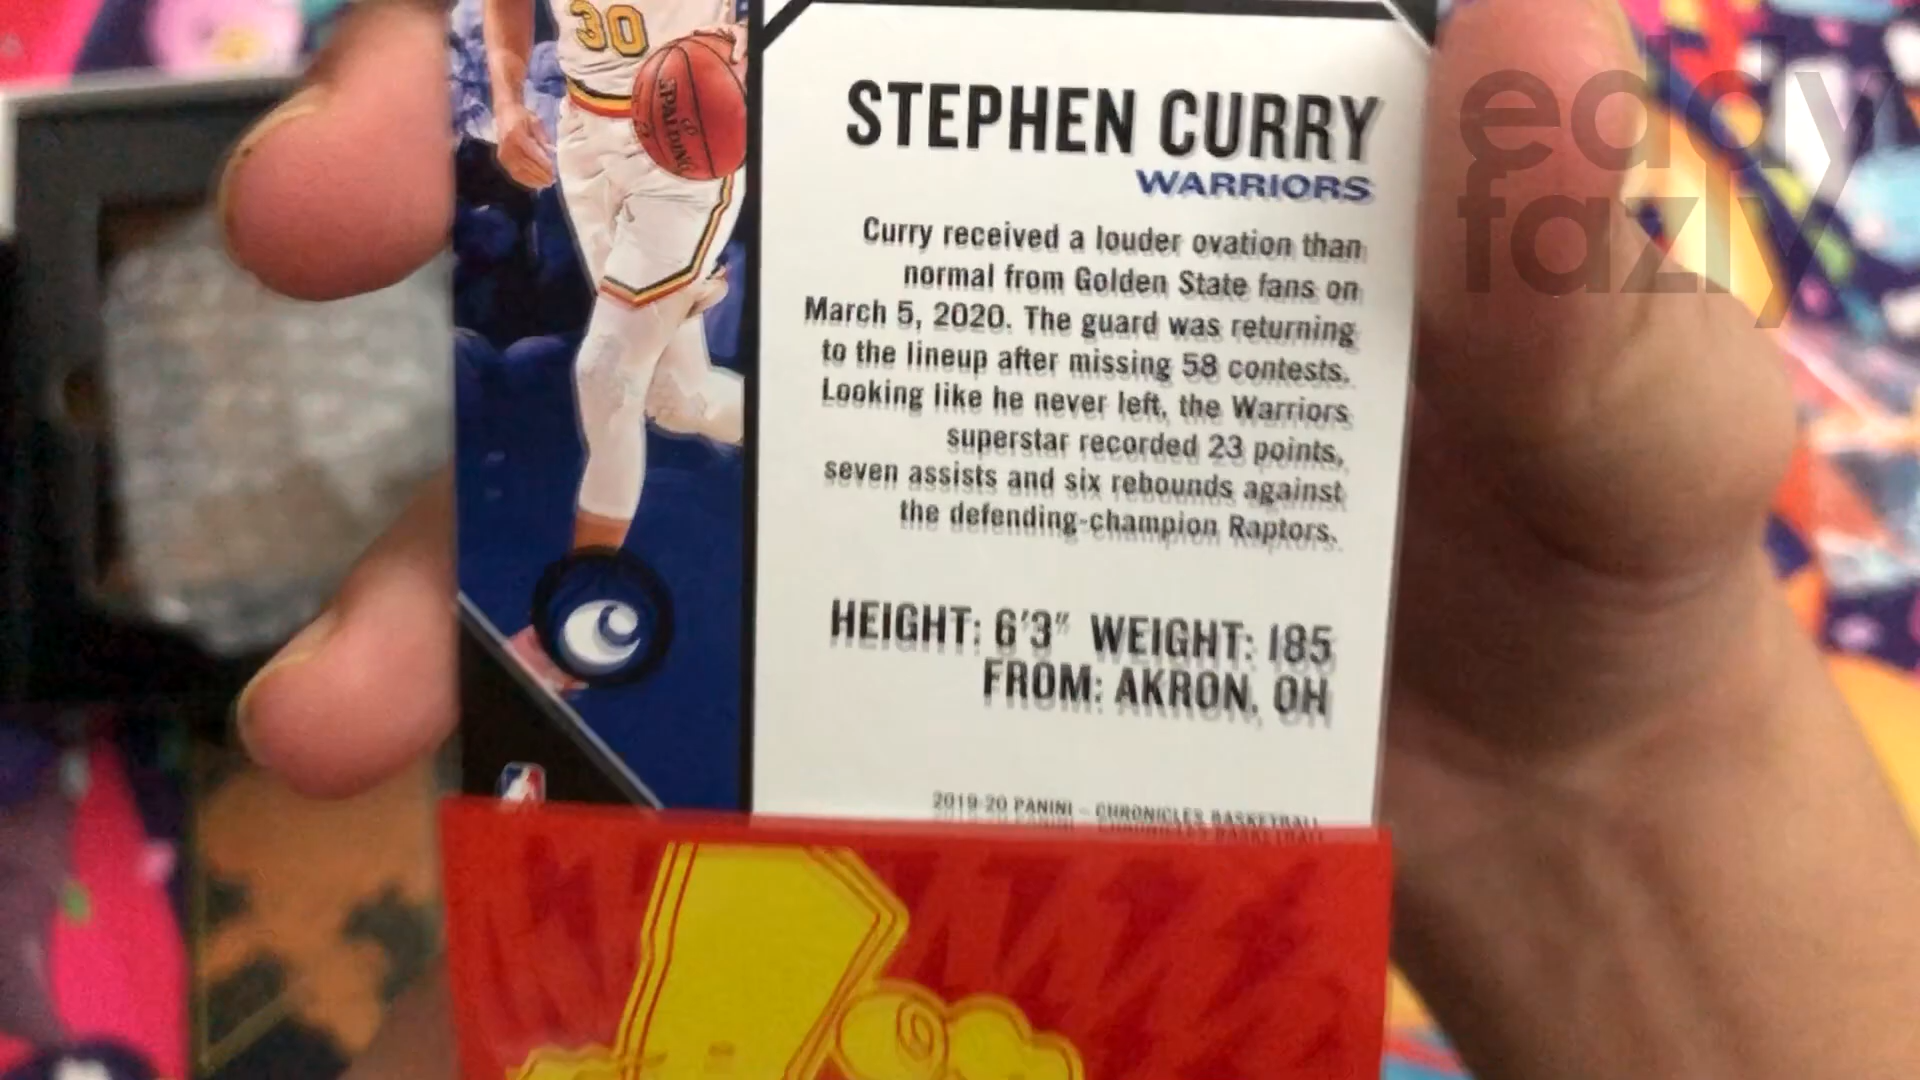 30
SPALDING
STEPHEN CURRY
WARRIORS
Curry received a louder ovation than
normal from Golden State fans on
March 5, 2020. The guard was returning
to the lineup after missing 58 contests.
Looking like he never left, the Warriors
superstar recorded 23 points,
seven assists and six rebounds against
the defending-champion Raptors.
HEIGHT: 6'3" WEIGHT: 185
FROM: AKRON, OH
2019-20 PANINI - CHRONICLES BASKETBALL
eddy
fazly